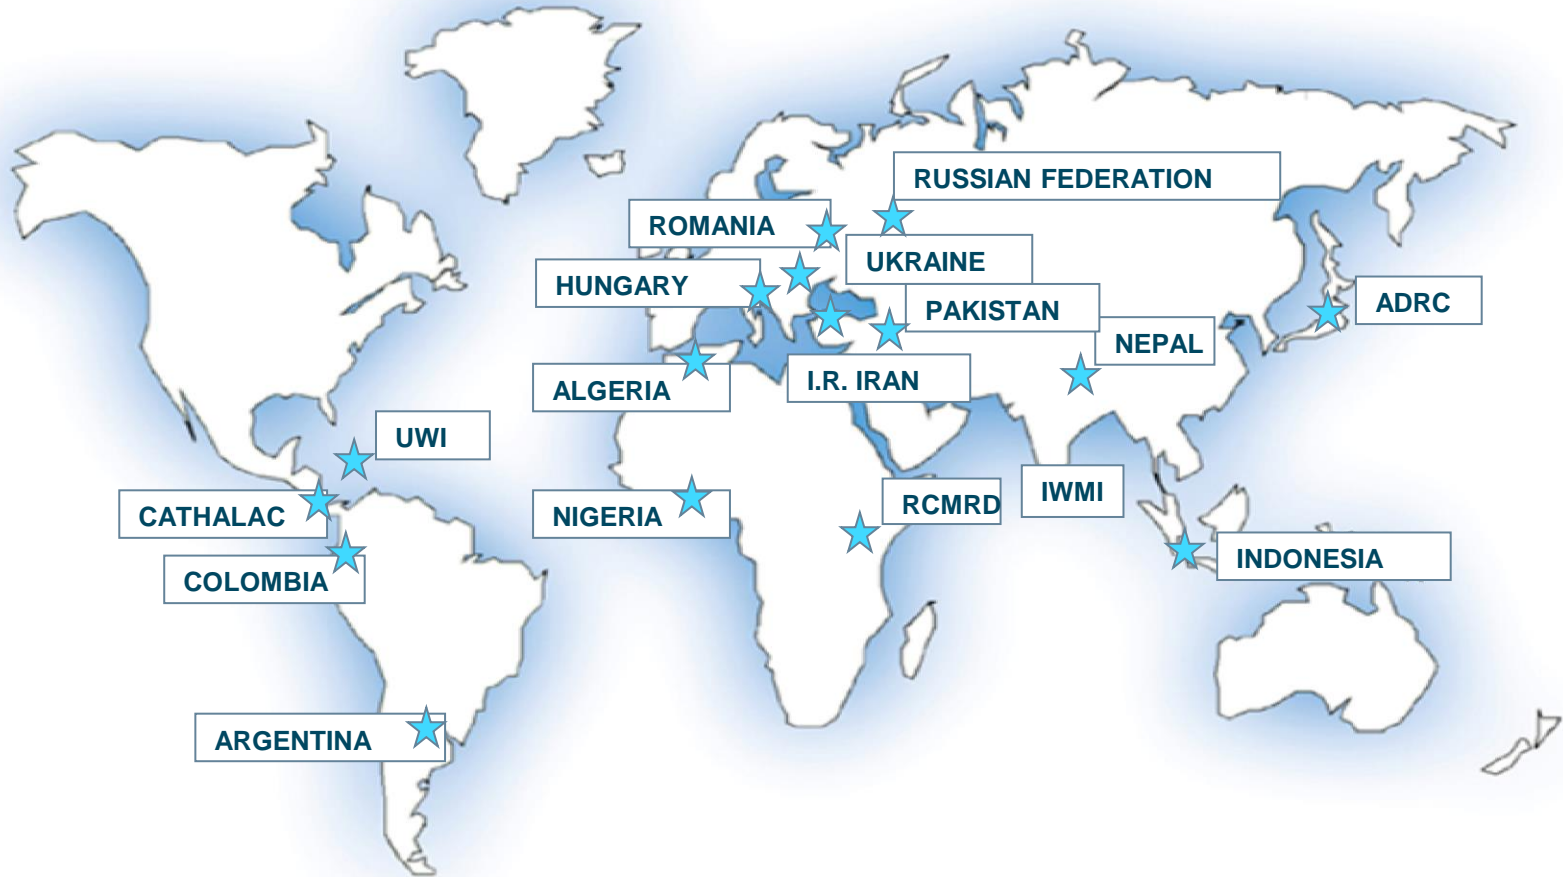 RUSSIAN FEDERATION
ROMANIA
UKRAINE
HUNGARY
PAKISTAN
ADRC
NEPAL
ALGERIA
I.R. IRAN
UWI
CATHALAC
NIGERIA
RCMRD
IWMI
COLOMBIA
INDONESIA
ARGENTINA